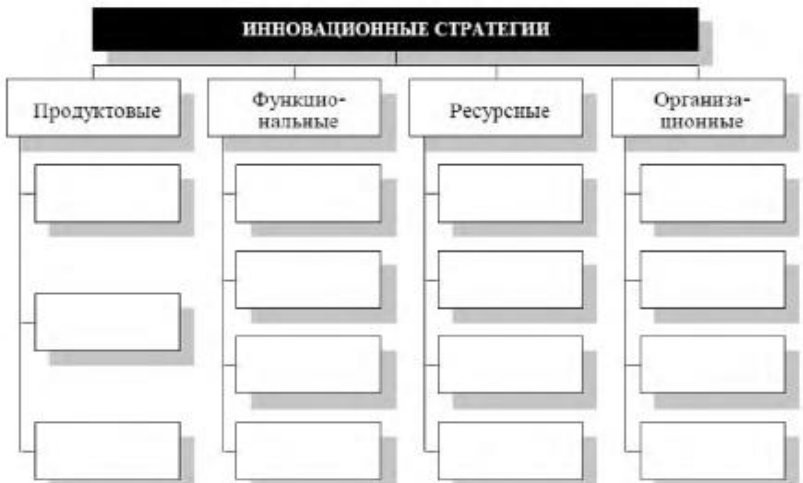 ИННОВАЦИОННЫЕ СТРАТЕГИИ
Продуктовые
Функцио-
нальные
Ресурсные
Организа-
ционные